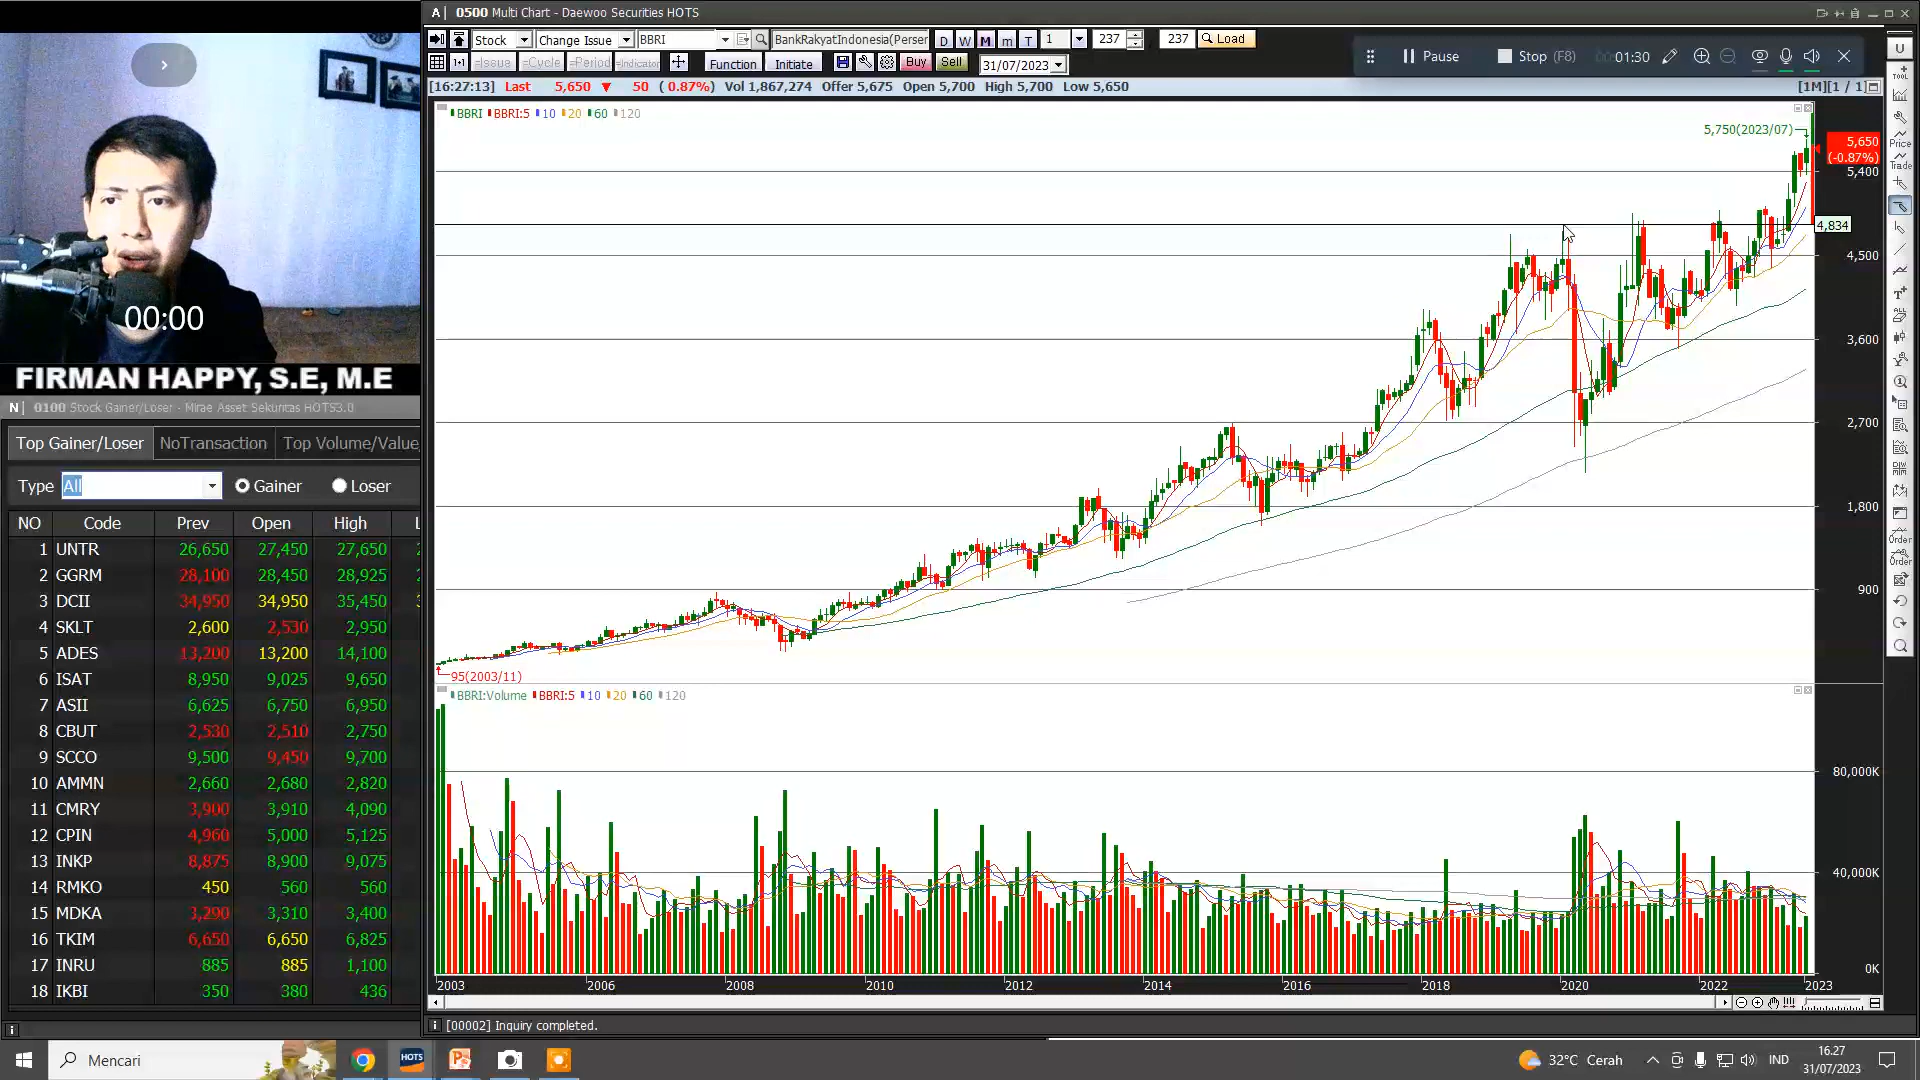 00:00
FIRMAN HAPPY, S.E, M.E
N 0100 Stock Gainer/Loser - Mirae Asset Sekuritas HOTS3.0
Top Gainer/Loser NoTransaction Top Volume/Value
Type All Gainer Loser
NO Code Prev Open High L
1 UNTR 26,650 27,450 27,650
2 GGRM 28,100 28,450 28,925
3 DCII 34,950 34,950 35,450
4 SKLT 2,600 2,530 2,950
5 ADES 13,200 13,200 14,100
6 ISAT 8,950 9,025 9,650
7 ASII 6,625 6,750 6,950
8 CBUT 2,530 2,510 2,750
9 SCCO 9,500 9,450 9,700
10 AMMN 2,660 2,680 2,820
11 CMRY 3,900 3,910 4,090
12 CPIN 4,960 5,000 5,125
13 INKP 8,875 8,900 9,075
14 RMKO 450 560 560
15 MDKA 3,290 3,310 3,400
16 TKIM 6,650 6,650 6,825
17 INRU 885 885 1,100
18 IKBI 350 380 436
A 0500 Multi Chart - Daewoo Securities HOTS
Stock Change Issue BBRI BankRakyatIndonesia(Perser D W M m T 1 237 237 Load
=Issue =Cycle =Period =Indicator Function Initiate Buy Sell 31/07/2023
Pause Stop (F8) 00:01:30
[16:27:13] Last 5,650 ▼ 50 ( 0.87%) Vol 1,867,274 Offer 5,675 Open 5,700 High 5,700 Low 5,650 [1M][1 / 1]
BBRI BBRI:5 10 20 60 120
5,750(2023/07)
5,650
(-0.87%)
5,400
4,834
4,500
3,600
2,700
1,800
900
95(2003/11)
BBRI:Volume BBRI:5 10 20 60 120
80,000K
40,000K
0K
2003 2006 2008 2010 2012 2014 2016 2018 2020 2022 2023
[00002] Inquiry completed.
U
TOOL
Price
Trade
Order
Order
Mencari
HOTS
32°C Cerah
IND
16.27
31/07/2023